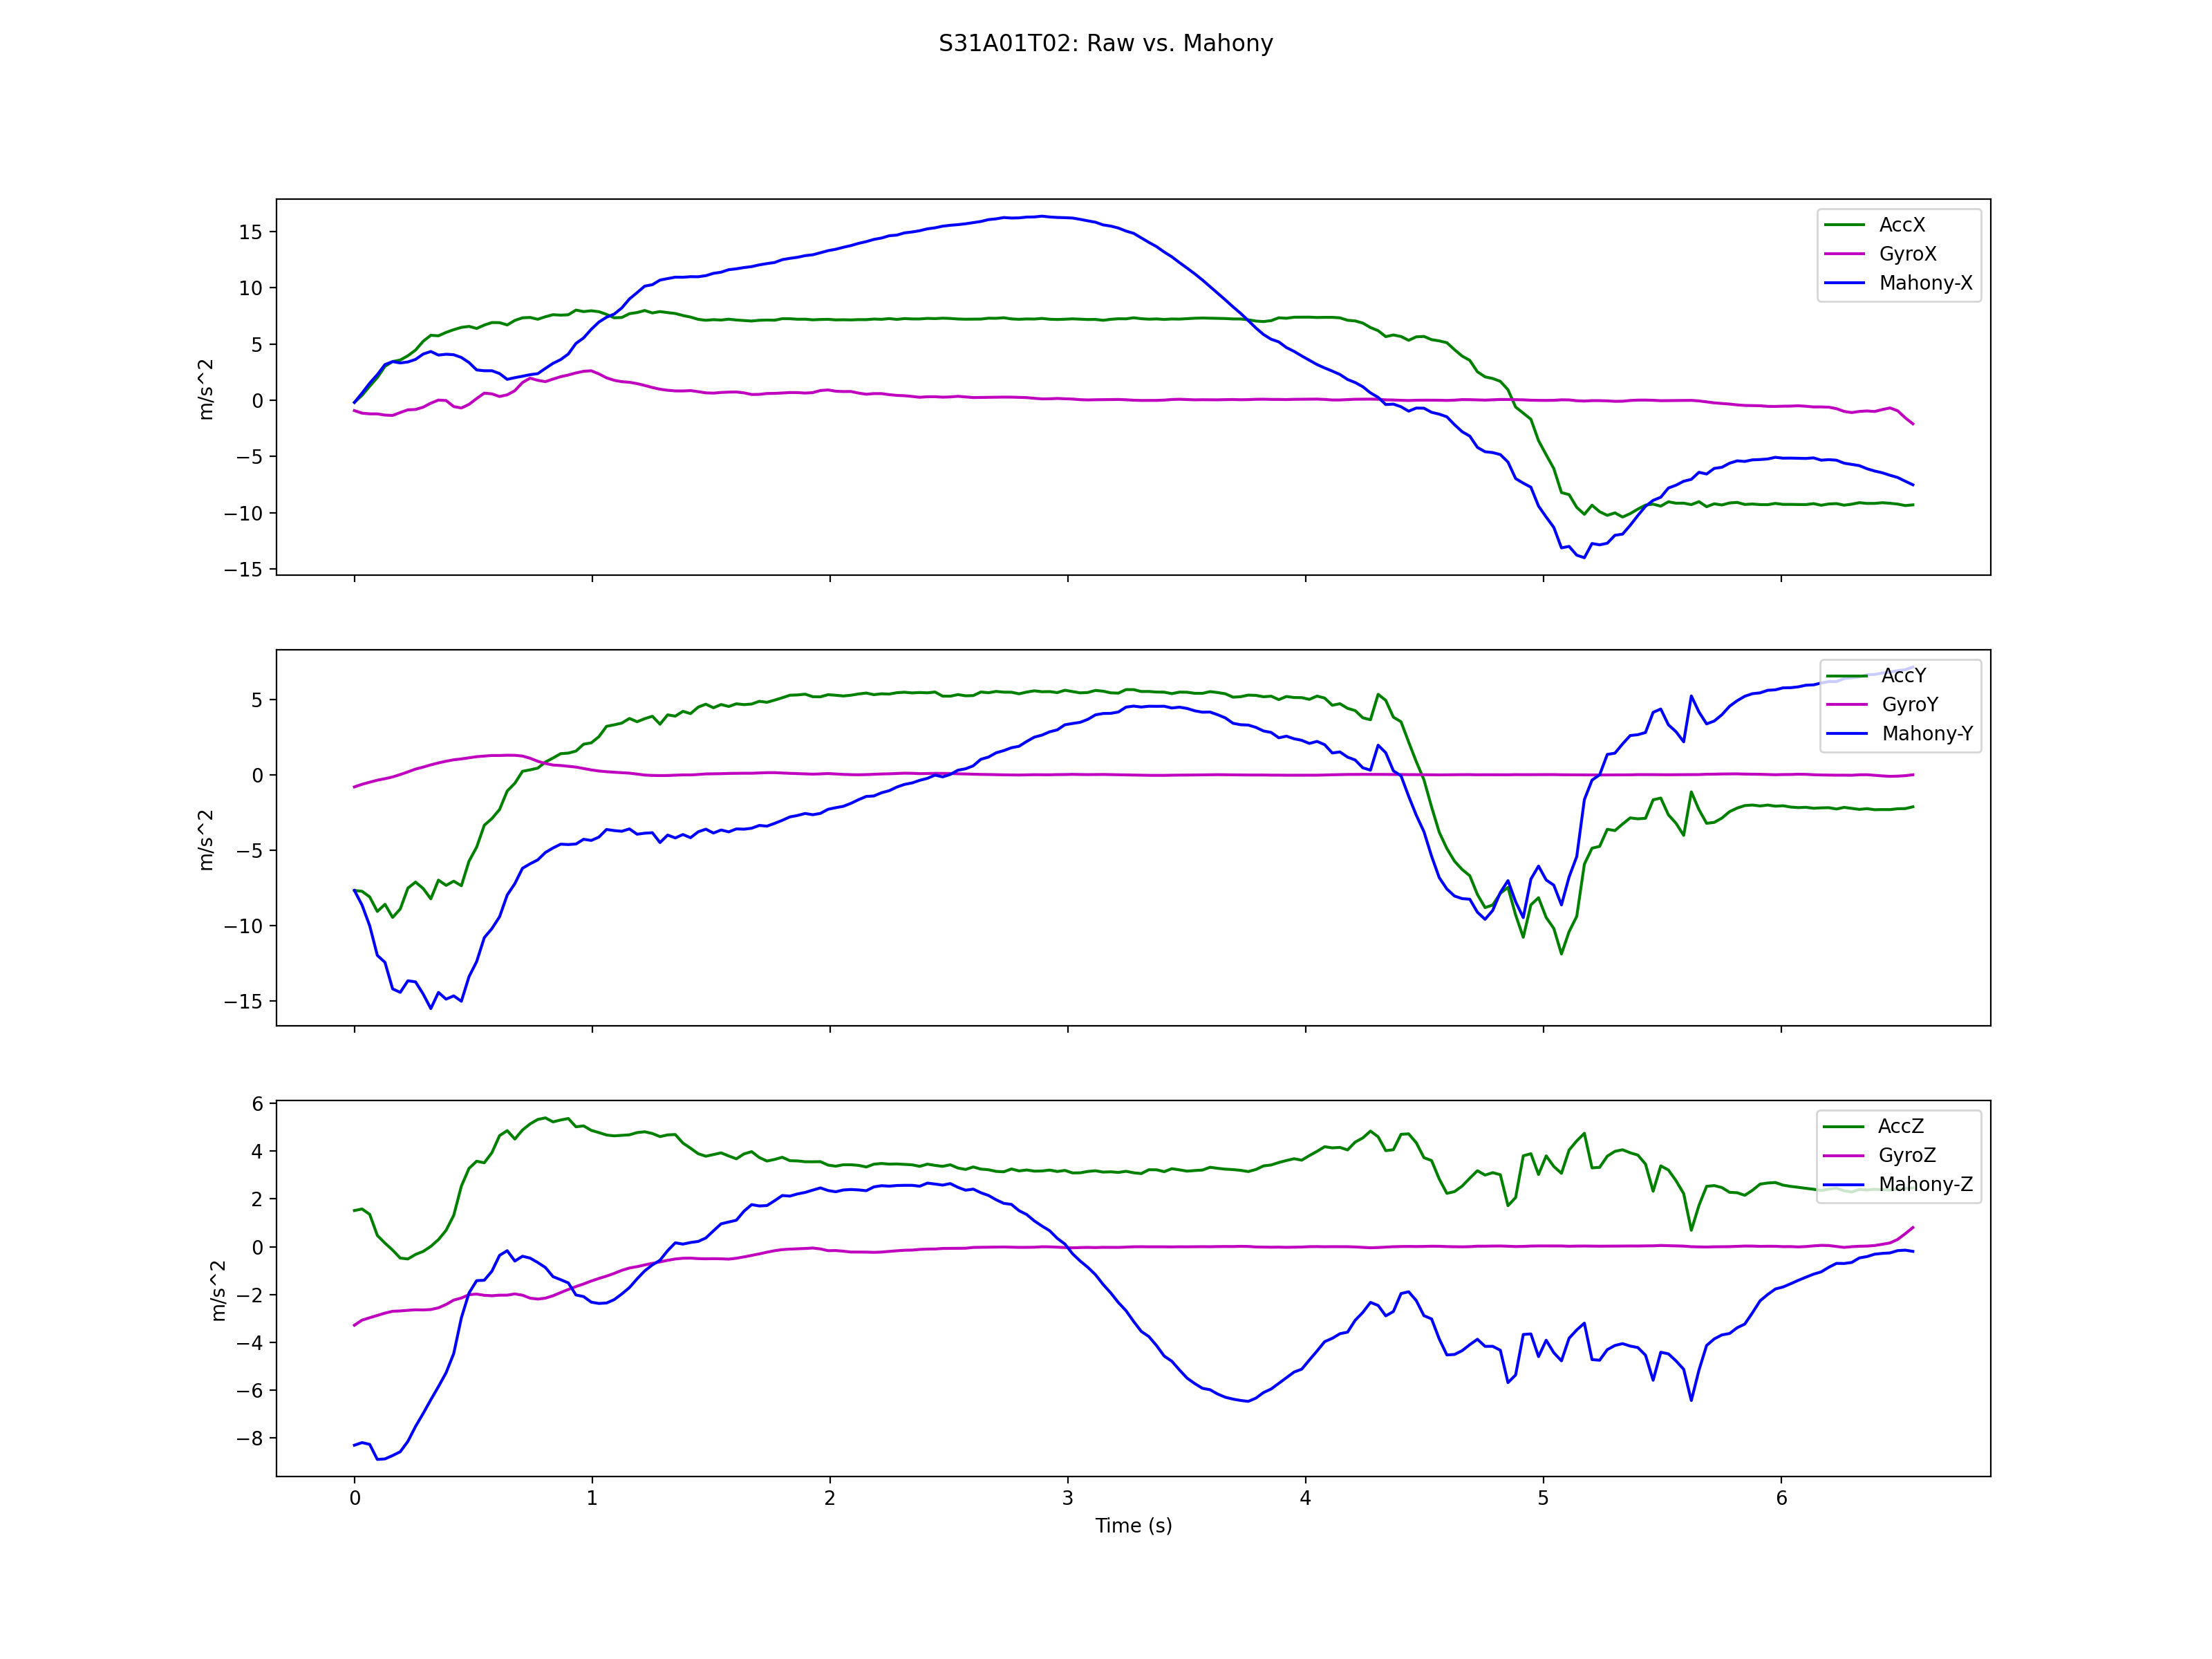 S31A01T02: Raw vs. Mahony
15
10
5
0
−5
−10
−15
m/s^2
AccX
GyroX
Mahony-X
5
0
−5
−10
−15
m/s^2
AccY
GyroY
Mahony-Y
6
4
2
0
−2
−4
−6
−8
m/s^2
AccZ
GyroZ
Mahony-Z
0 1 2 3 4 5 6
Time (s)